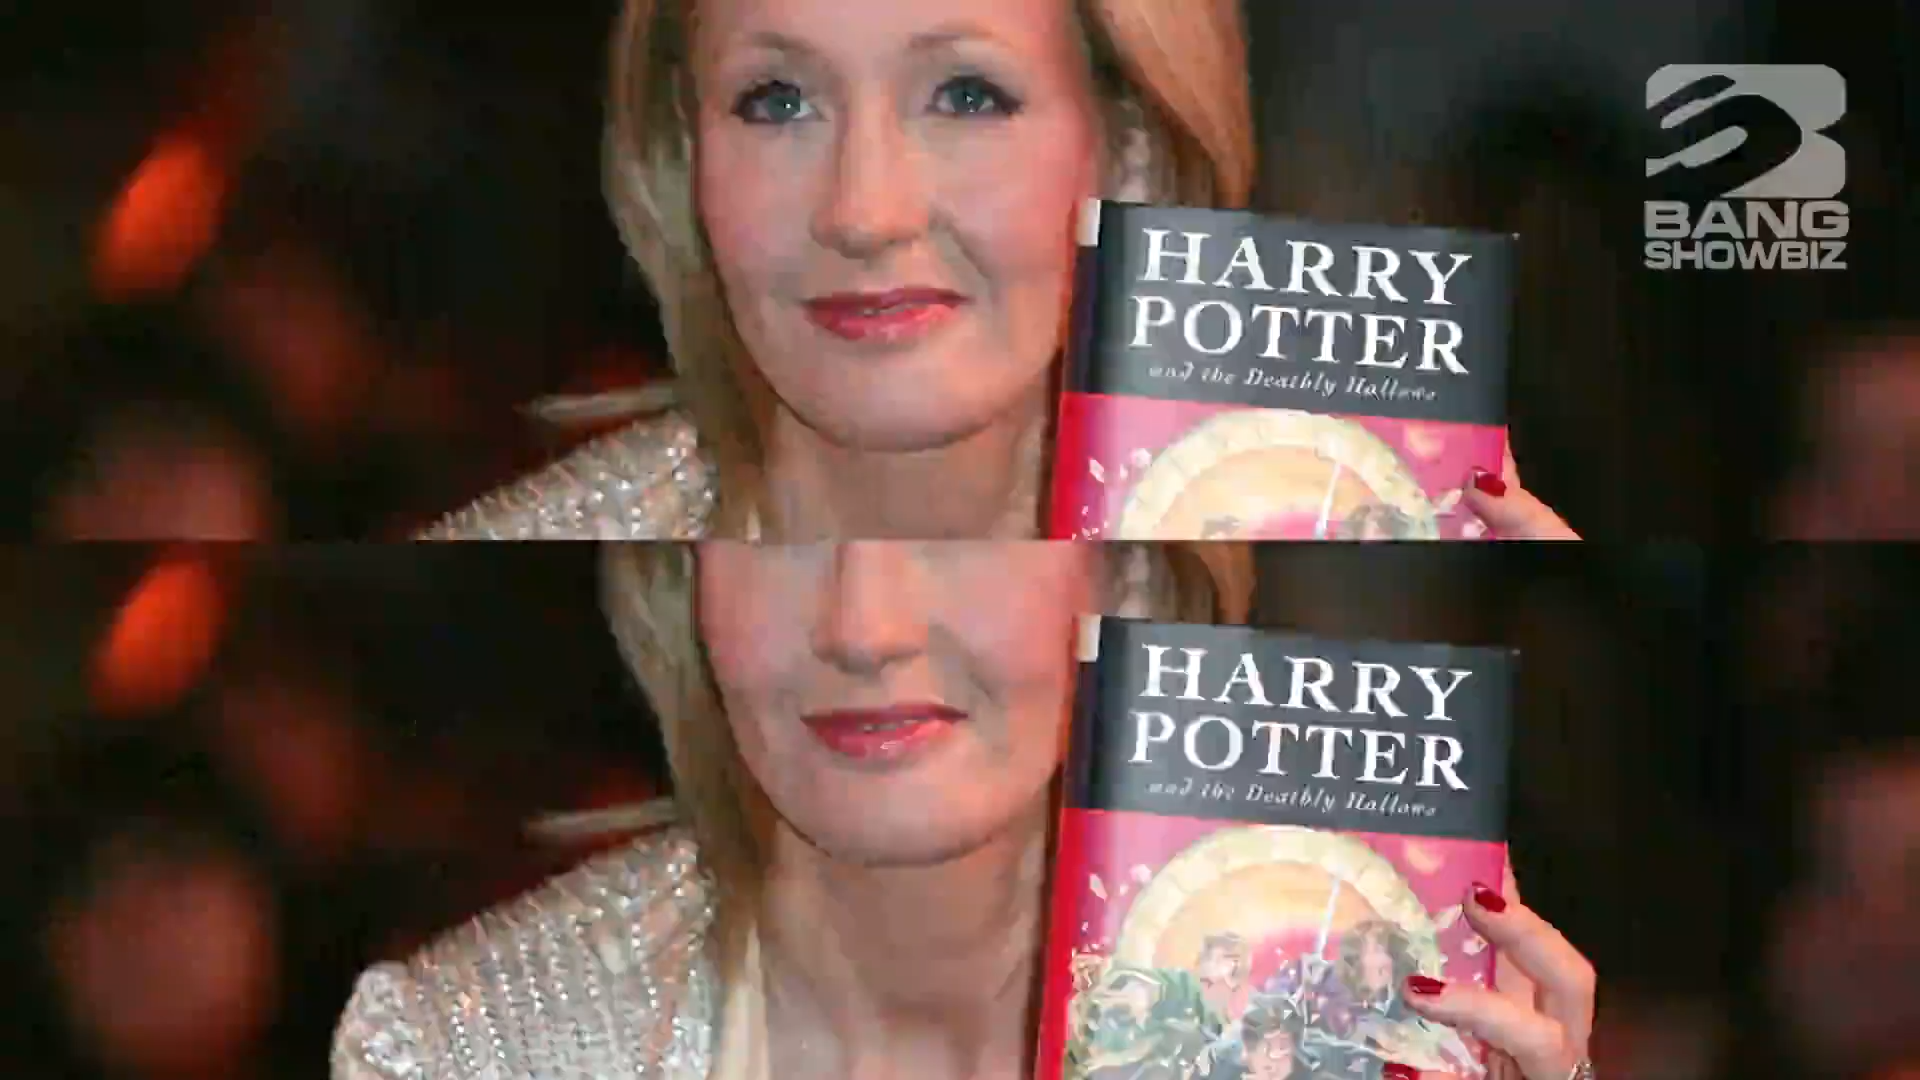 BANG
SHOWBIZ
HARRY
POTTER
and the Deathly Hallows
HARRY
POTTER
and the Deathly Hallows